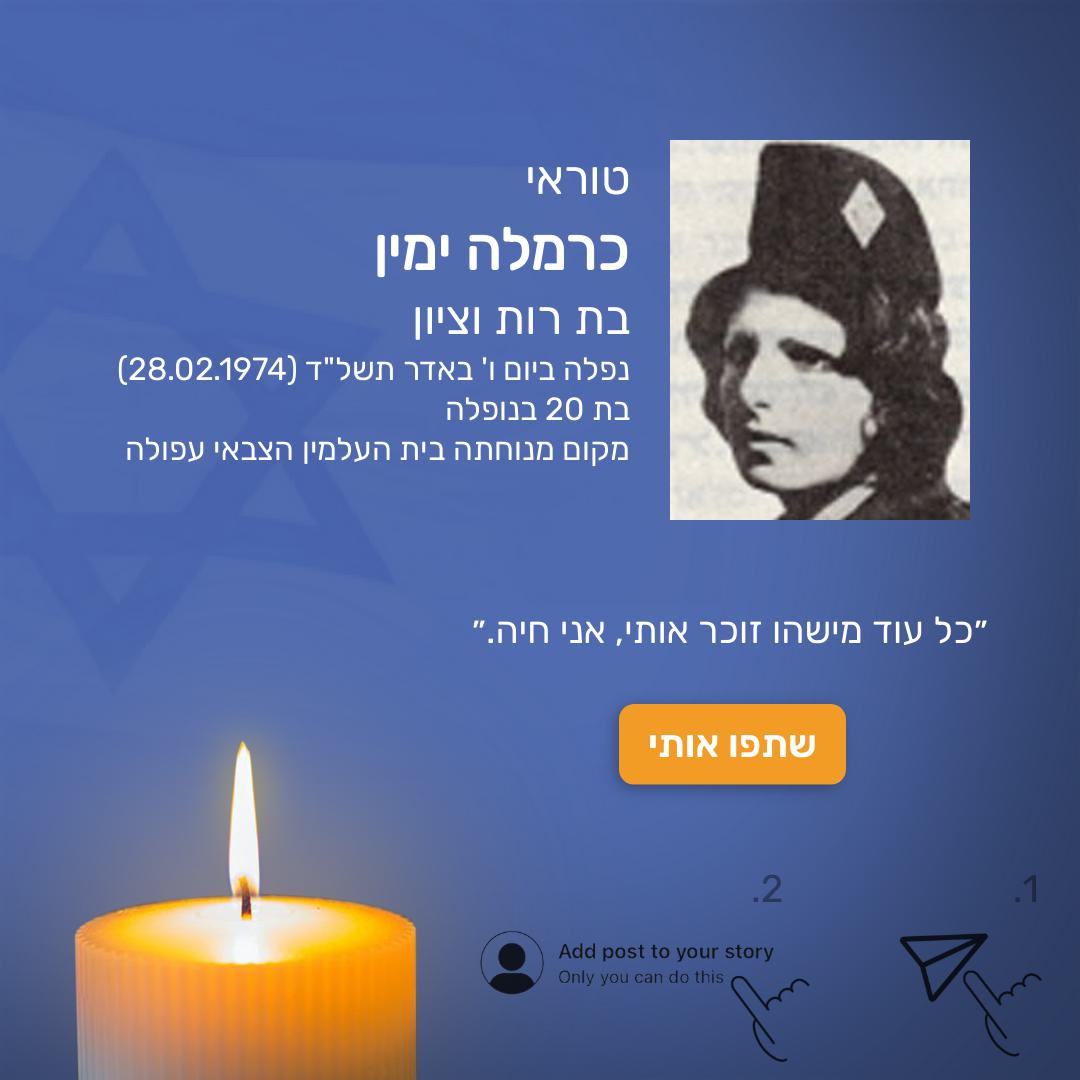 טוראי
כרמלה ימין
בת רות וציון
נפלה ביום ו' באדר תשל"ד (28.02.1974)
בת 20 בנופלה
מקום מנוחתה בית העלמין הצבאי עפולה
״כל עוד מישהו זוכר אותי, אני חיה.״
שתפו אותי
1.
2.
Add post to your story
Only you can do this